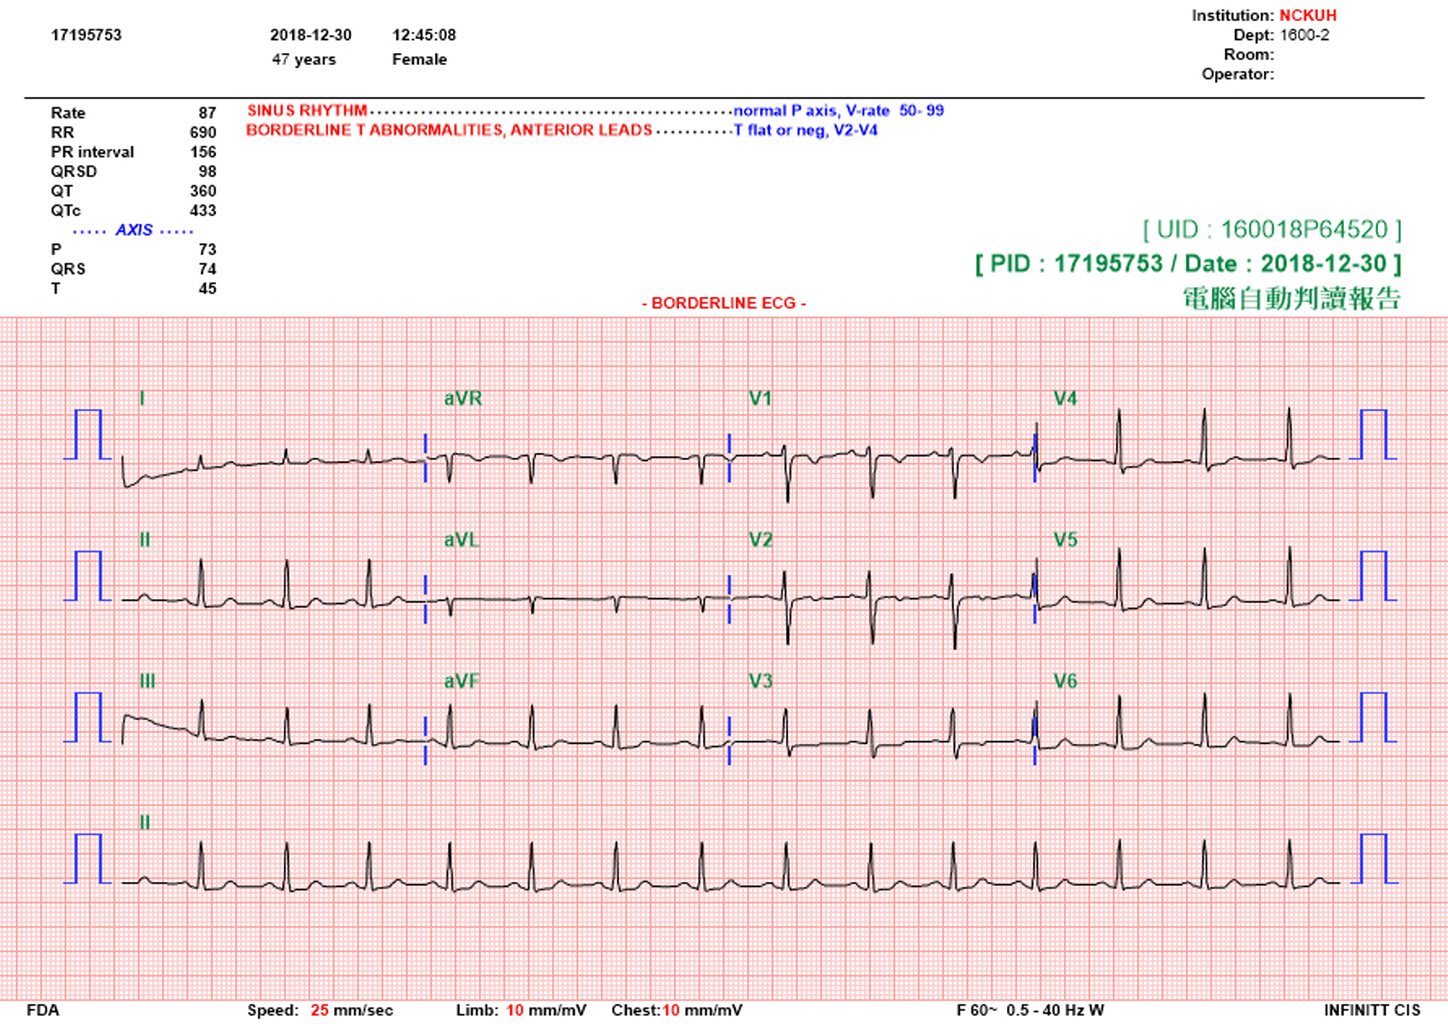 Institution: NCKUH
17195753 2018-12-30 12:45:08 Dept: 1600-2
47 years Female Room:
Operator:
Rate 87 SINUS RHYTHM normal P axis, V-rate 50- 99
RR 690 BORDERLINE T ABNORMALITIES, ANTERIOR LEADS T flat or neg, V2-V4
PR interval 156
QRSD 98
QT 360
QTc 433
..... AXIS .....
P 73
QRS 74
T 45
[ UID : 160018P64520 ]
[ PID : 17195753 / Date : 2018-12-30 ]
電腦自動判讀報告
- BORDERLINE ECG -
I aVR V1 V4
II aVL V2 V5
III aVF V3 V6
II
FDA Speed: 25 mm/sec Limb: 10 mm/mV Chest:10 mm/mV F 60~ 0.5 - 40 Hz W INFINITT CIS